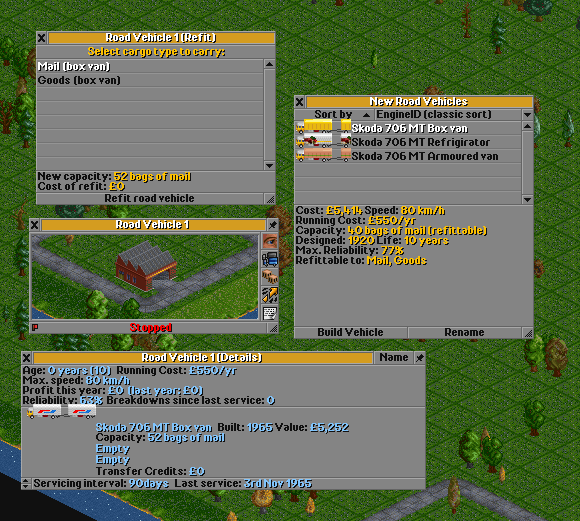 Road Vehicle 1 (Refit)
Select cargo type to carry:
Mail (box van)
Goods (box van)
New capacity: 52 bags of mail
Cost of refit: £0
Refit road vehicle
New Road Vehicles
Sort by EngineID (classic sort)
Skoda 706 MT Box van
Skoda 706 MT Refrigirator
Skoda 706 MT Armoured van
Cost: £5,414 Speed: 80 km/h
Running Cost: £550/yr
Capacity: 40 bags of mail (refittable)
Designed: 1920 Life: 10 years
Max. Reliability: 77%
Refittable to: Mail, Goods
Build Vehicle Rename
Road Vehicle 1
Stopped
Road Vehicle 1 (Details) Name
Age: 0 years (10) Running Cost: £550/yr
Max. speed: 80 km/h
Profit this year: £0 (last year: £0)
Reliability: 63% Breakdowns since last service: 0
Skoda 706 MT Box van Built: 1965 Value: £5,252
Capacity: 52 bags of mail
Empty
Empty
Transfer Credits: £0
Servicing interval: 90days Last service: 3rd Nov 1965